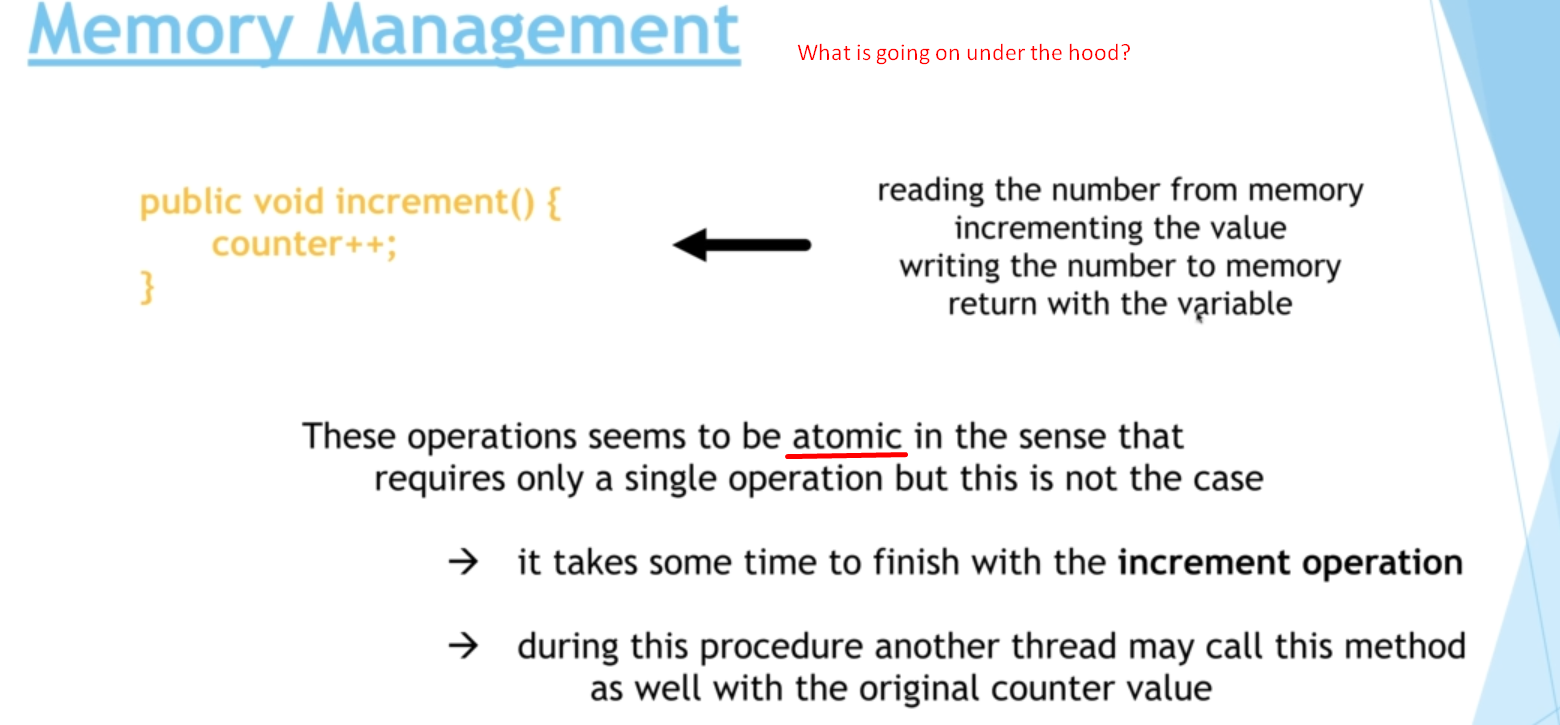 Memory Management
What is going on under the hood?
public void increment() {
counter++;
}
reading the number from memory
incrementing the value
writing the number to memory
return with the variable
These operations seems to be atomic in the sense that
requires only a single operation but this is not the case
→ it takes some time to finish with the increment operation
→ during this procedure another thread may call this method
as well with the original counter value